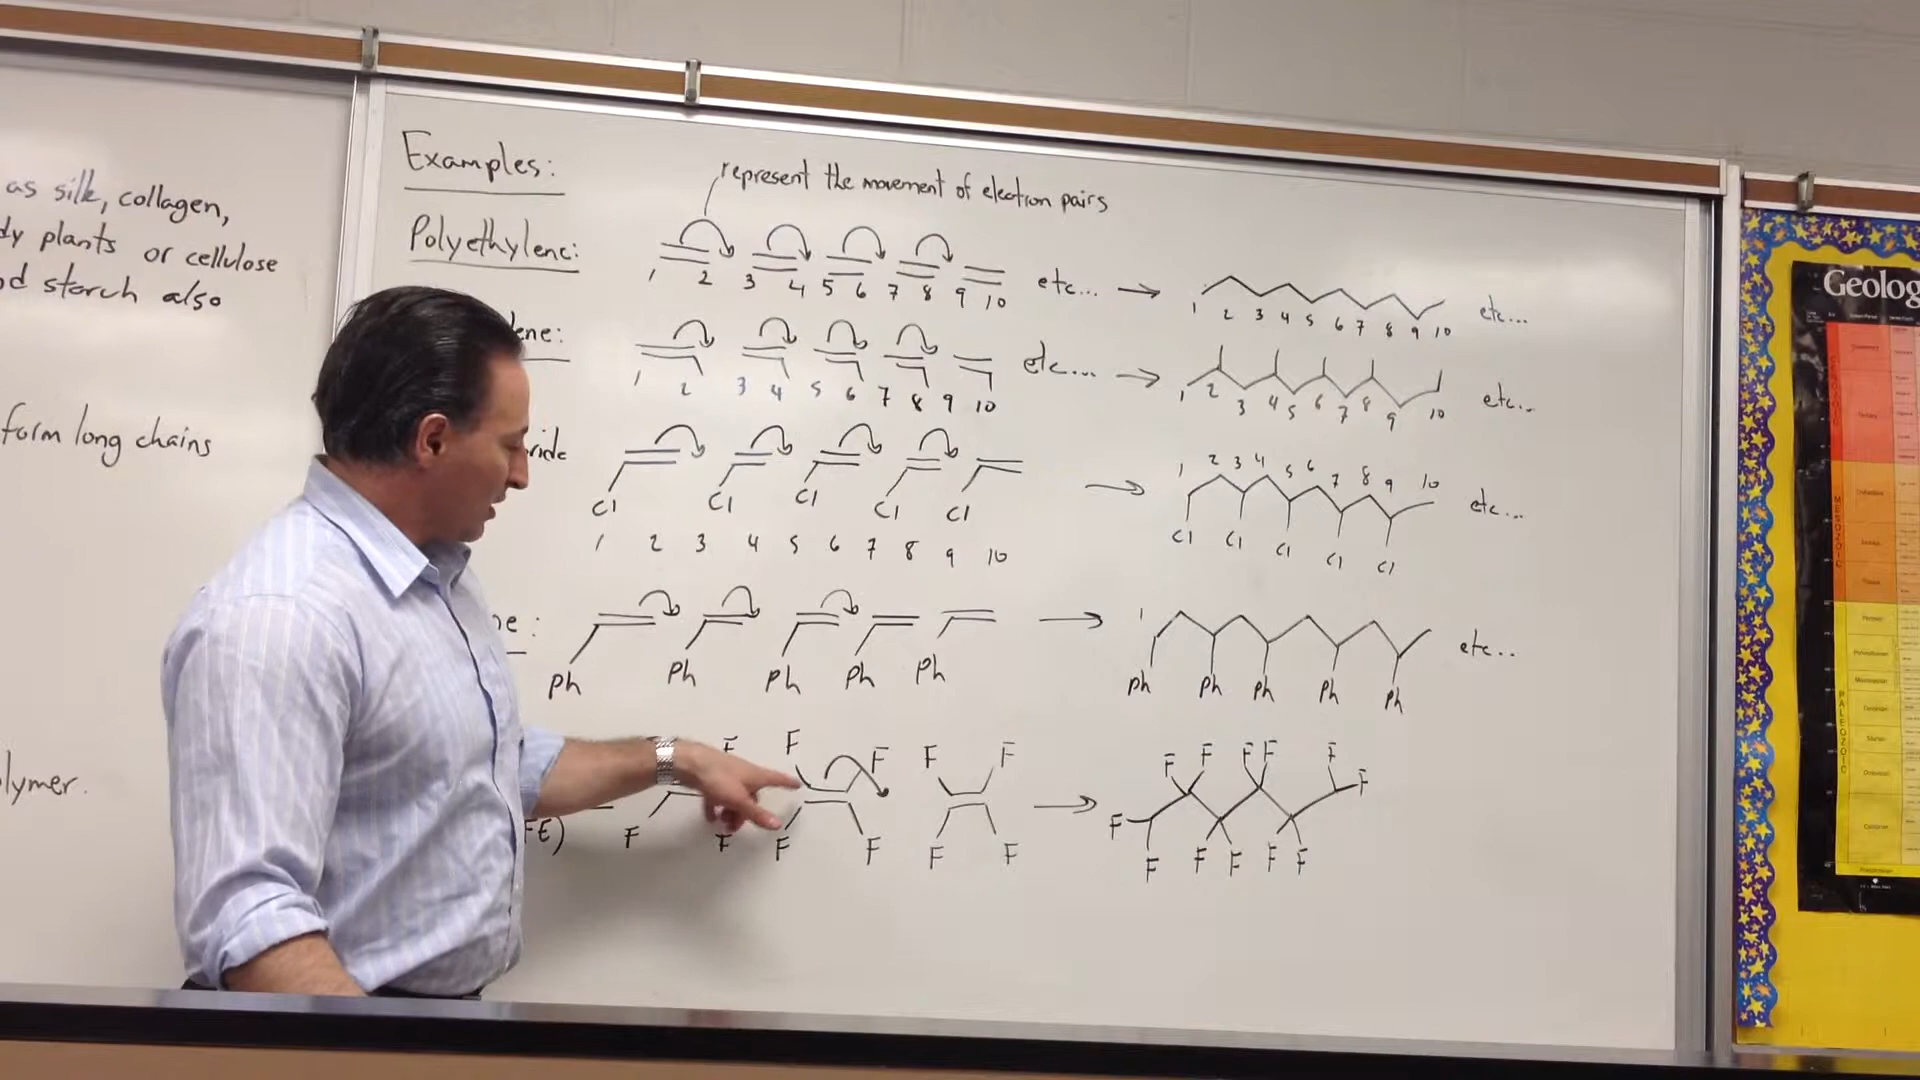 as silk, collagen,
dy plants or cellulose
od starch also
form long chains
lymer.
Examples:
represent the movement of electron pairs
Polyethylene:
1 2 3 4 5 6 7 8 9 10 etc... → 1 2 3 4 5 6 7 8 9 10 etc...
ene:
1 2 3 4 5 6 7 8 9 10 etc... → 1 2 3 4 5 6 7 8 9 10 etc...
ride
Cl Cl Cl Cl Cl
1 2 3 4 5 6 7 8 9 10
→ 1 2 3 4 5 6 7 8 9 10 etc...
Cl Cl Cl Cl Cl
ne:
Ph Ph Ph Ph Ph
→ 1 etc..
Ph Ph Ph Ph Ph
F F F F F
FE) F F F F F F
→ F F F F F F
F F F F F F
Geolog
MESOZOIC
PALEOZOIC